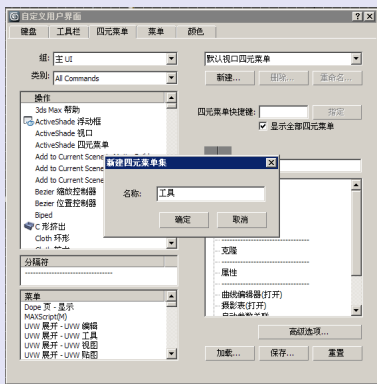 自定义用户界面
键盘 工具栏 四元菜单 菜单 颜色
组: 主 UI
默认视口四元菜单
类别: All Commands
新建... 删除... 重命名...
操作
3ds Max 帮助
ActiveShade 浮动框
ActiveShade 视口
ActiveShade 四元菜单
Add to Current Scene
Add to Current Scene
Add to Current Scene
Bezier 缩放控制器
Bezier 位置控制器
Biped
C 形挤出
Cloth 环形
四元菜单快捷键: 指定
显示全部四元菜单
新建四元菜单集
名称: 工具
确定 取消
克隆
属性
曲线编辑器(打开)
摄影表(打开)
分隔符
菜单
Dope 页 - 显示
MAXScript(M)
UVW 展开 - UVW 编辑
UVW 展开 - UVW 工具
UVW 展开 - UVW 视图
UVW 展开 - UVW 贴图
高级选项...
加载... 保存... 重置